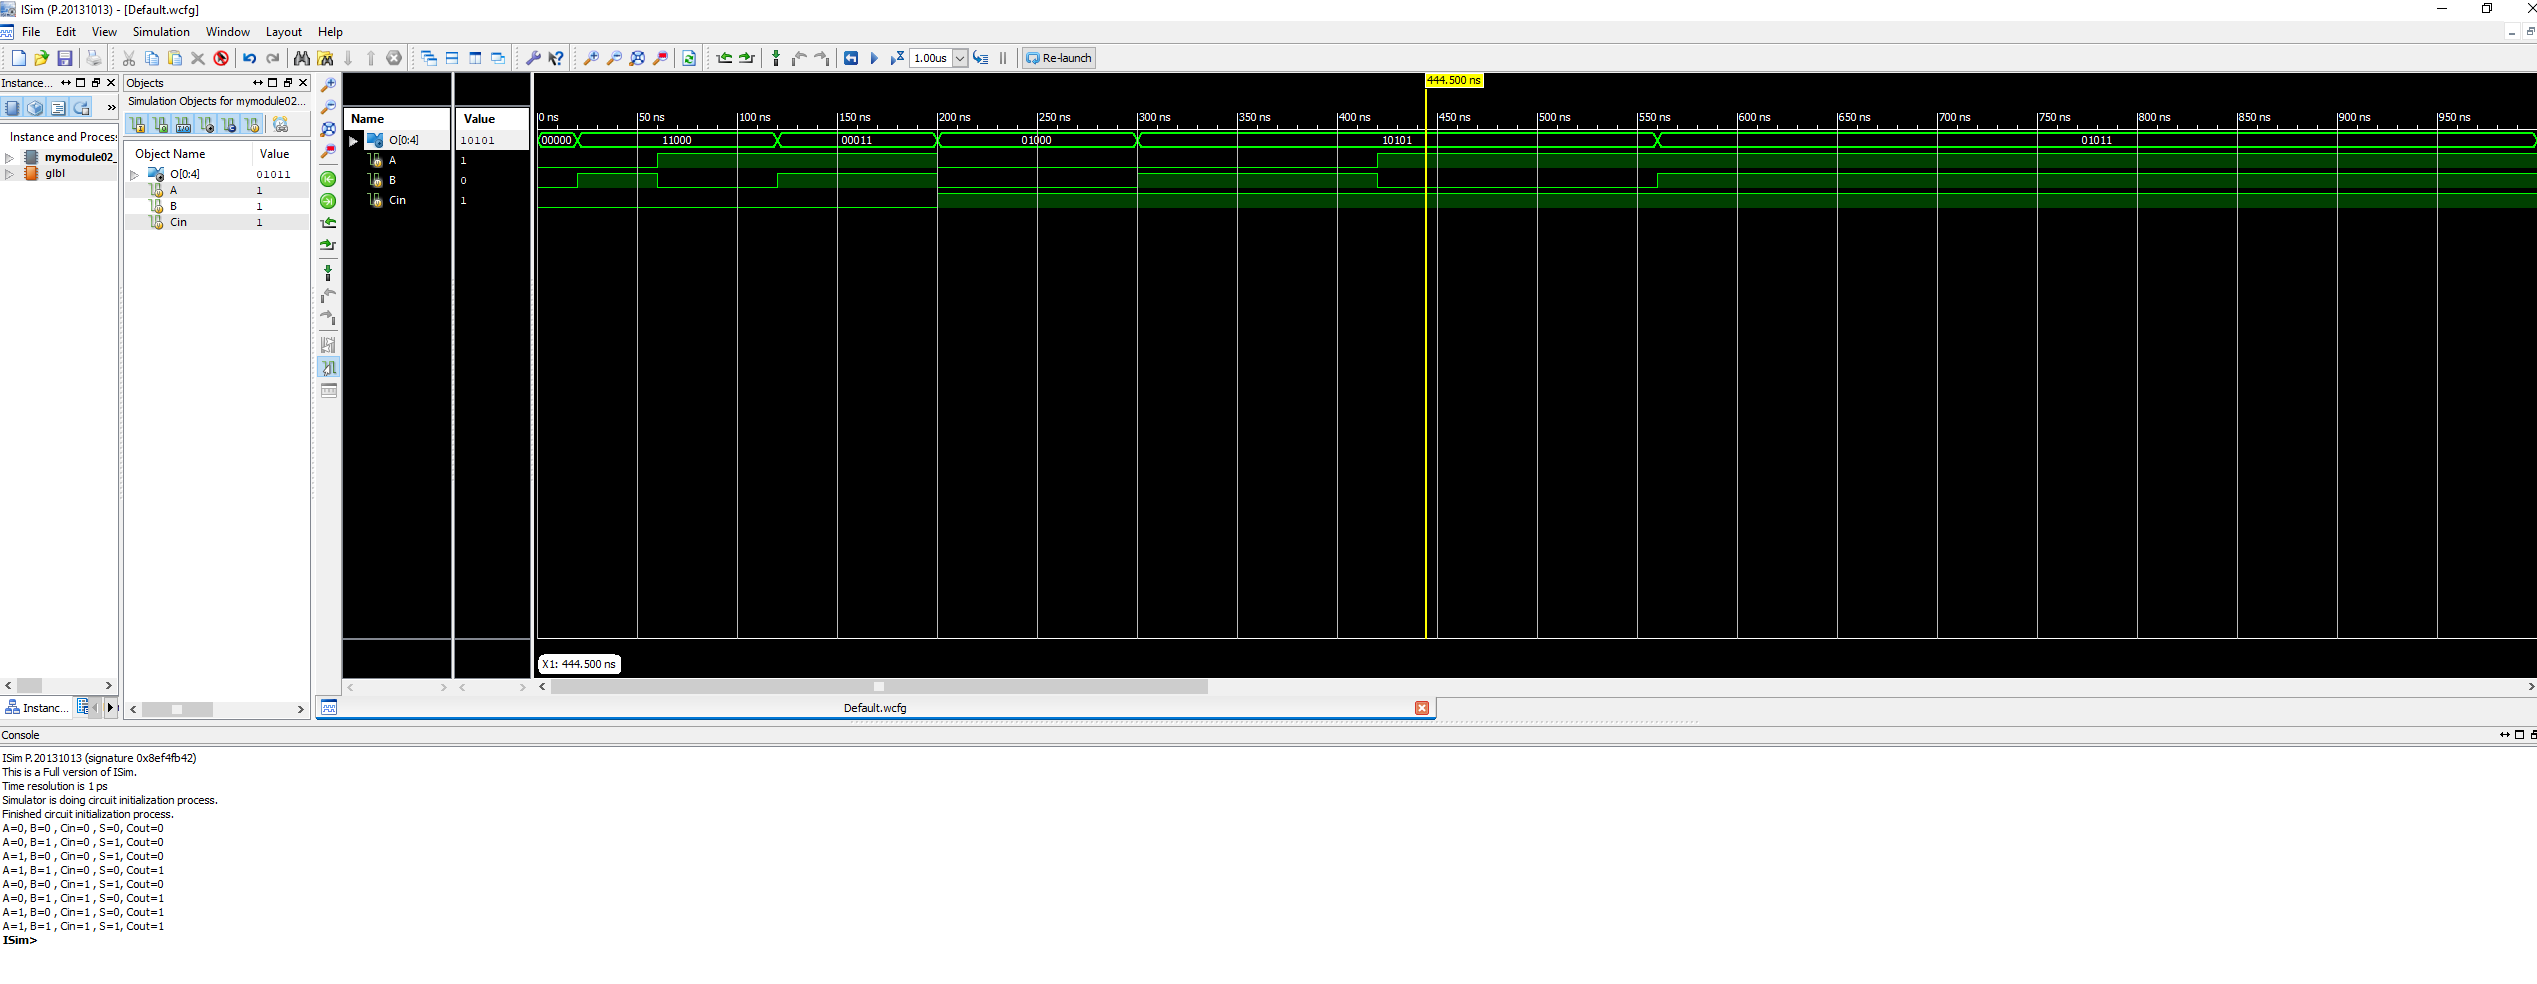 ISim (P.20131013) - [Default.wcfg]
File Edit View Simulation Window Layout Help
1.00us Re-launch
Instance...
Objects
Simulation Objects for mymodule02...
Instance and Proces
mymodule02_
glbl
Object Name Value
O[0:4] 01011
A 1
B 1
Cin 1
Name Value
O[0:4] 10101
A 1
B 0
Cin 1
444.500 ns
0 ns 50 ns 100 ns 150 ns 200 ns 250 ns 300 ns 350 ns 400 ns 450 ns 500 ns 550 ns 600 ns 650 ns 700 ns 750 ns 800 ns 850 ns 900 ns 950 ns
00000 11000 00011 01000 10101 01011
X1: 444.500 ns
Instanc...
Default.wcfg
Console
ISim P.20131013 (signature 0x8ef4fb42)
This is a Full version of ISim.
Time resolution is 1 ps
Simulator is doing circuit initialization process.
Finished circuit initialization process.
A=0, B=0 , Cin=0 , S=0, Cout=0
A=0, B=1 , Cin=0 , S=1, Cout=0
A=1, B=0 , Cin=0 , S=1, Cout=0
A=1, B=1 , Cin=0 , S=0, Cout=1
A=0, B=0 , Cin=1 , S=1, Cout=0
A=0, B=1 , Cin=1 , S=0, Cout=1
A=1, B=0 , Cin=1 , S=0, Cout=1
A=1, B=1 , Cin=1 , S=1, Cout=1
ISim>